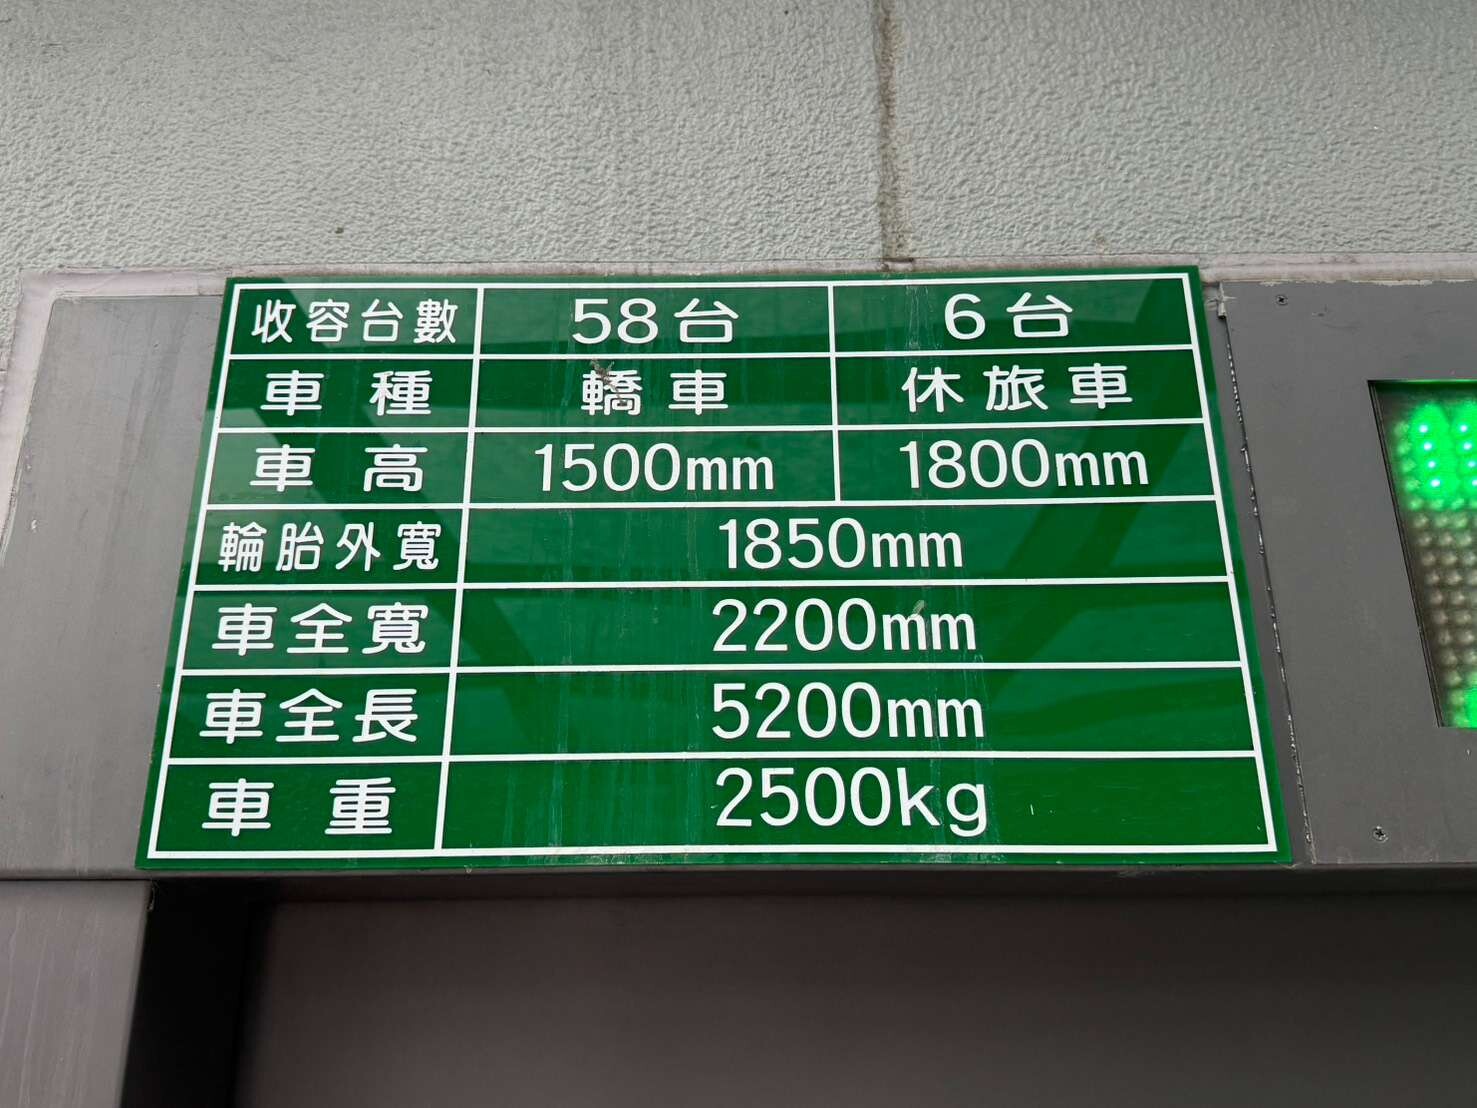 收容台數 58台 6台
車種 轎車 休旅車
車高 1500mm 1800mm
輪胎外寬 1850mm
車全寬 2200mm
車全長 5200mm
車重 2500kg